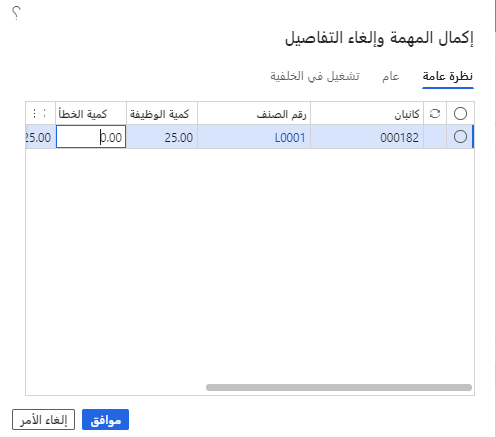 ؟
إكمال المهمة وإلغاء التفاصيل
نظرة عامة عام تشغيل في الخلفية
كانبان رقم الصنف كمية الوظيفة كمية الخطأ
000182 L0001 25.00 0.00 25.00
موافق إلغاء الأمر